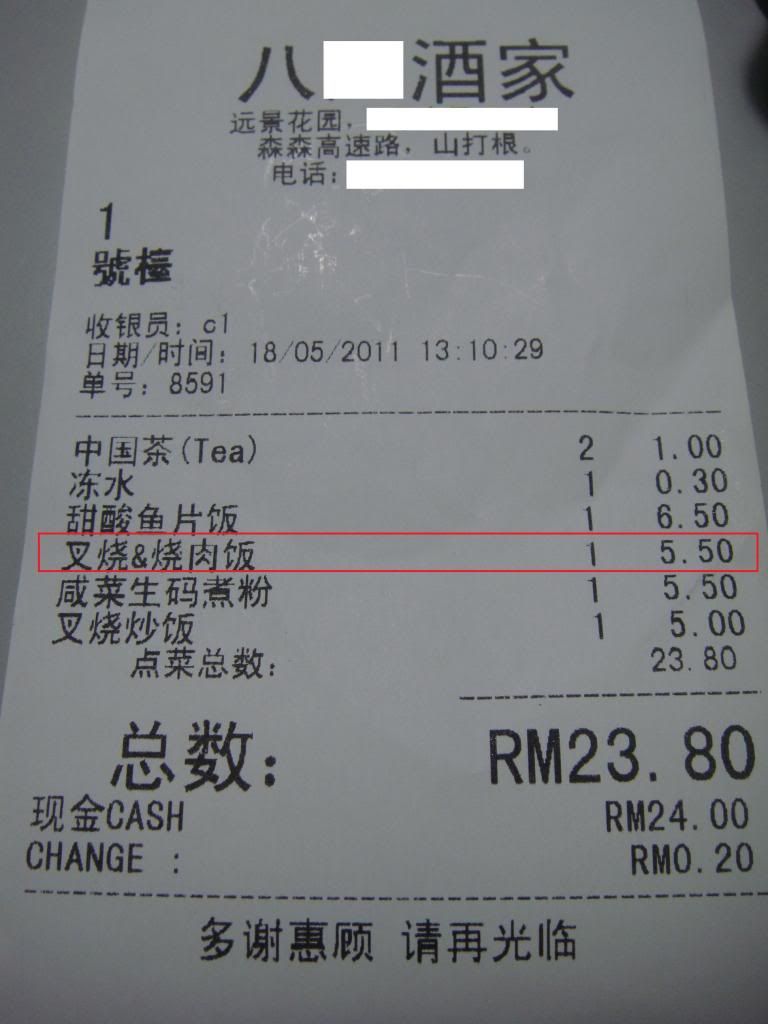 八 酒家
远景花园,
森森高速路, 山打根。
电话:
1
號檯
收银员: c1
日期/时间: 18/05/2011 13:10:29
单号: 8591
中国茶(Tea) 2 1.00
冻水 1 0.30
甜酸鱼片饭 1 6.50
叉烧&烧肉饭 1 5.50
咸菜生码煮粉 1 5.50
叉烧炒饭 1 5.00
点菜总数: 23.80
总数: RM23.80
现金CASH RM24.00
CHANGE : RM0.20
多谢惠顾 请再光临